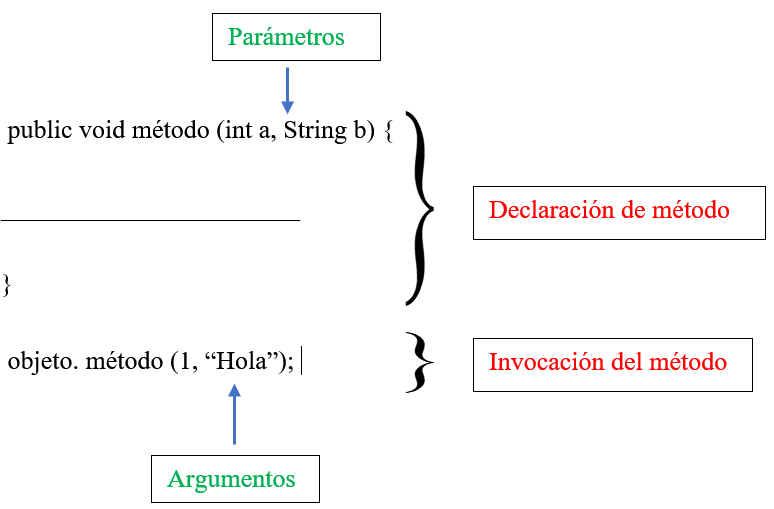 Parámetros
public void método (int a, String b) {
Declaración de método
}
objeto. método (1, “Hola”);
Invocación del método
Argumentos